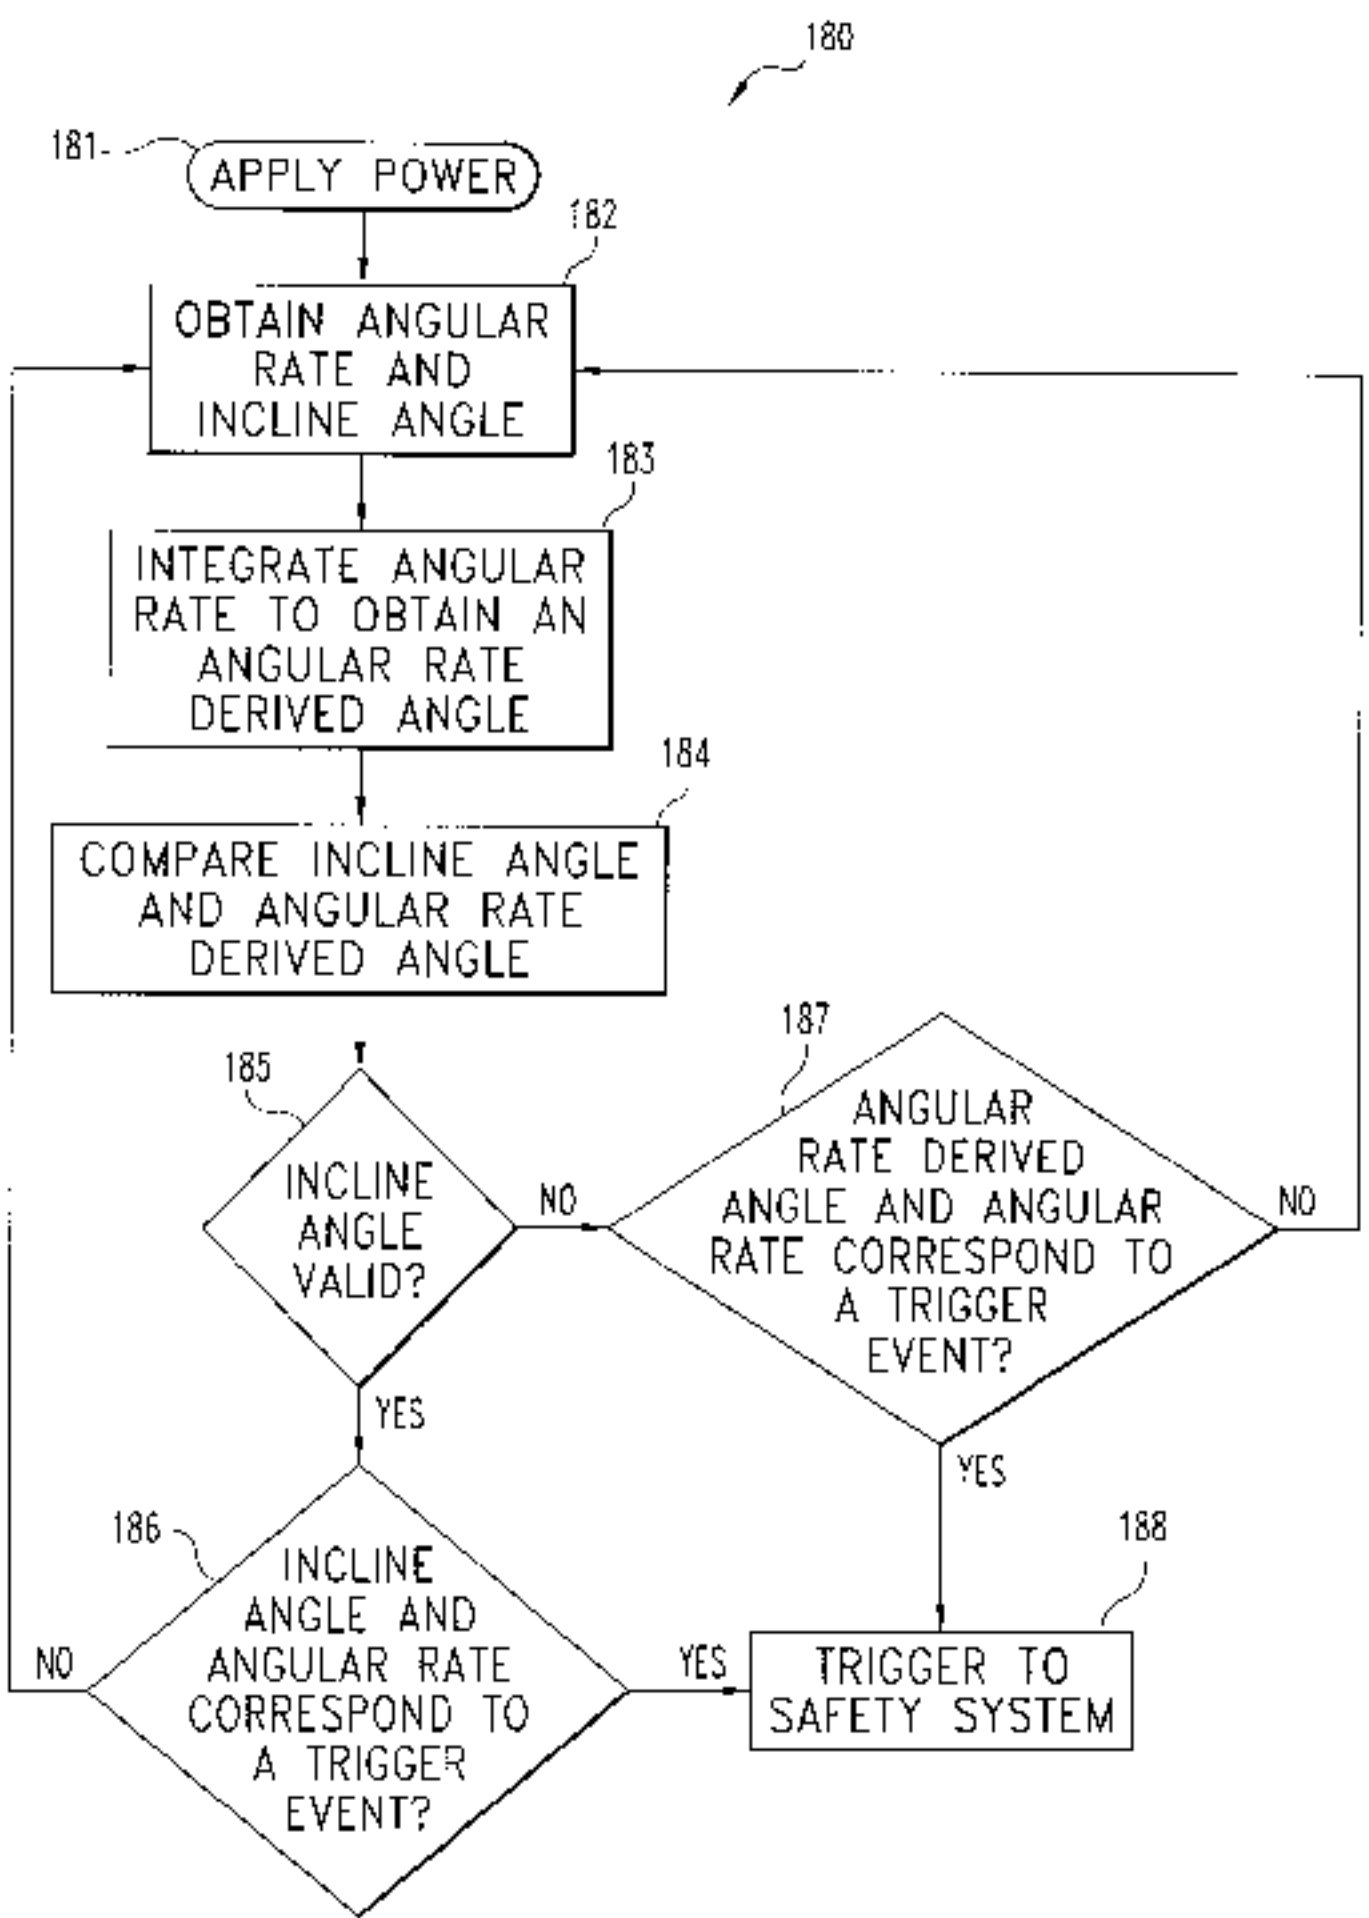 180
181
APPLY POWER
182
OBTAIN ANGULAR
RATE AND
INCLINE ANGLE
183
INTEGRATE ANGULAR
RATE TO OBTAIN AN
ANGULAR RATE
DERIVED ANGLE
184
COMPARE INCLINE ANGLE
AND ANGULAR RATE
DERIVED ANGLE
185
INCLINE
ANGLE
VALID?
NO
YES
187
ANGULAR
RATE DERIVED
ANGLE AND ANGULAR
RATE CORRESPOND TO
A TRIGGER
EVENT?
NO
YES
186
INCLINE
ANGLE AND
ANGULAR RATE
CORRESPOND TO
A TRIGGER
EVENT?
NO
YES
188
TRIGGER TO
SAFETY SYSTEM